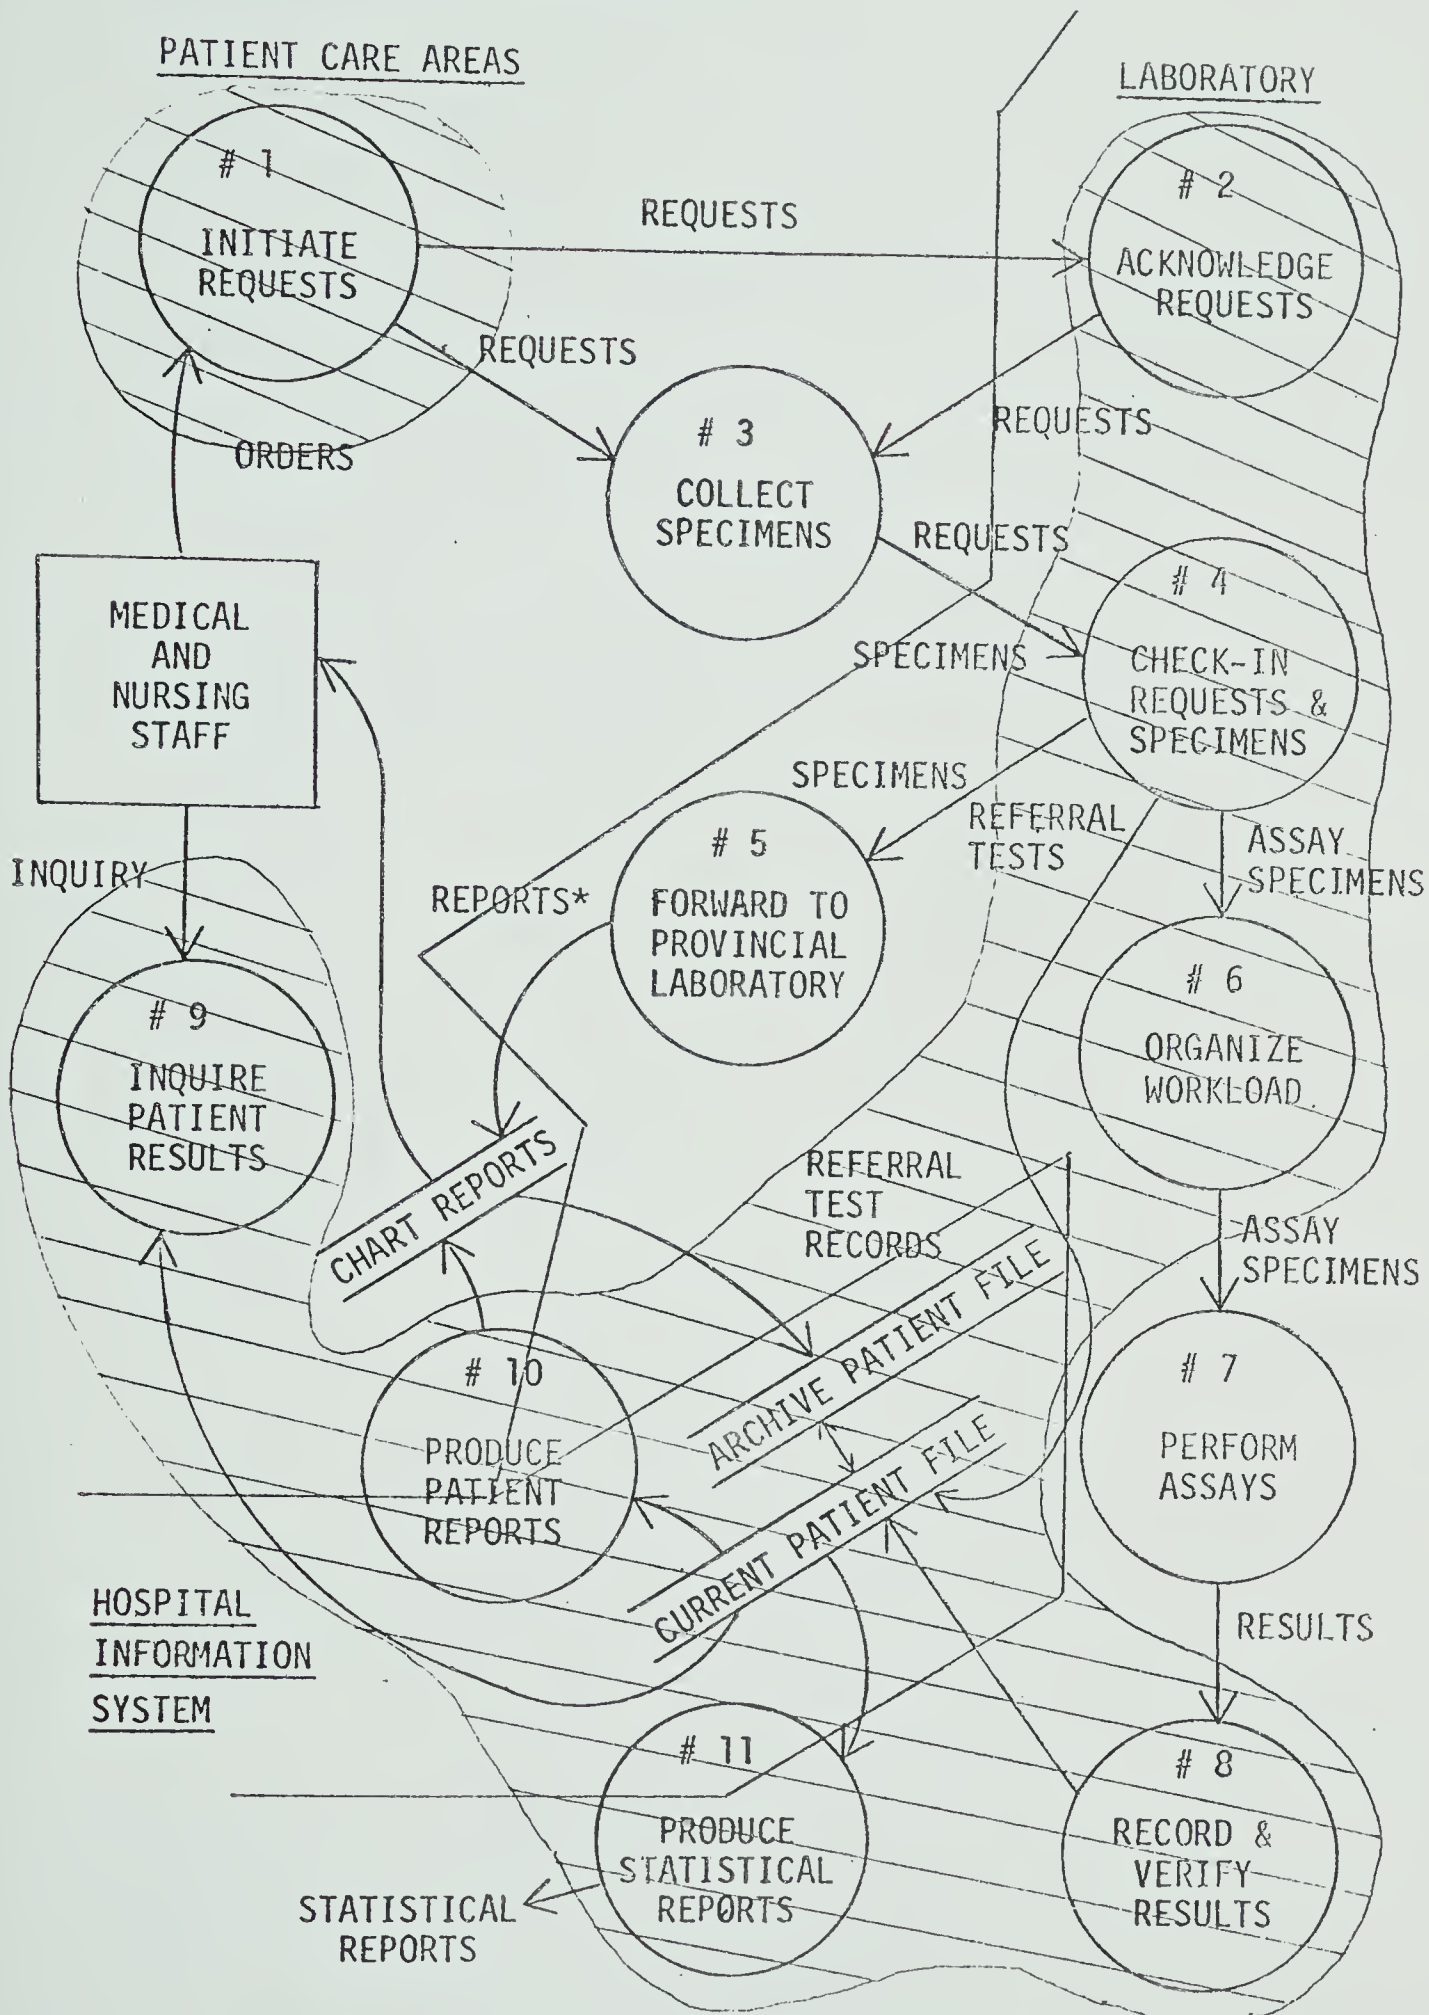 PATIENT CARE AREAS
LABORATORY
# 1
INITIATE
REQUESTS
REQUESTS
# 2
ACKNOWLEDGE
REQUESTS
REQUESTS
ORDERS
# 3
COLLECT
SPECIMENS
REQUESTS
REQUESTS
SPECIMENS
# 4
CHECK-IN
REQUESTS &
SPECIMENS
MEDICAL
AND
NURSING
STAFF
SPECIMENS
REFERRAL
TESTS
ASSAY
SPECIMENS
INQUIRY
REPORTS*
# 5
FORWARD TO
PROVINCIAL
LABORATORY
# 6
ORGANIZE
WORKLOAD
# 9
INQUIRE
PATIENT
RESULTS
CHART REPORTS
REFERRAL
TEST
RECORDS
ASSAY
SPECIMENS
ARCHIVE PATIENT FILE
# 7
PERFORM
ASSAYS
# 10
PRODUCE
PATIENT
REPORTS
CURRENT PATIENT FILE
HOSPITAL
INFORMATION
SYSTEM
RESULTS
# 11
PRODUCE
STATISTICAL
REPORTS
# 8
RECORD &
VERIFY
RESULTS
STATISTICAL
REPORTS